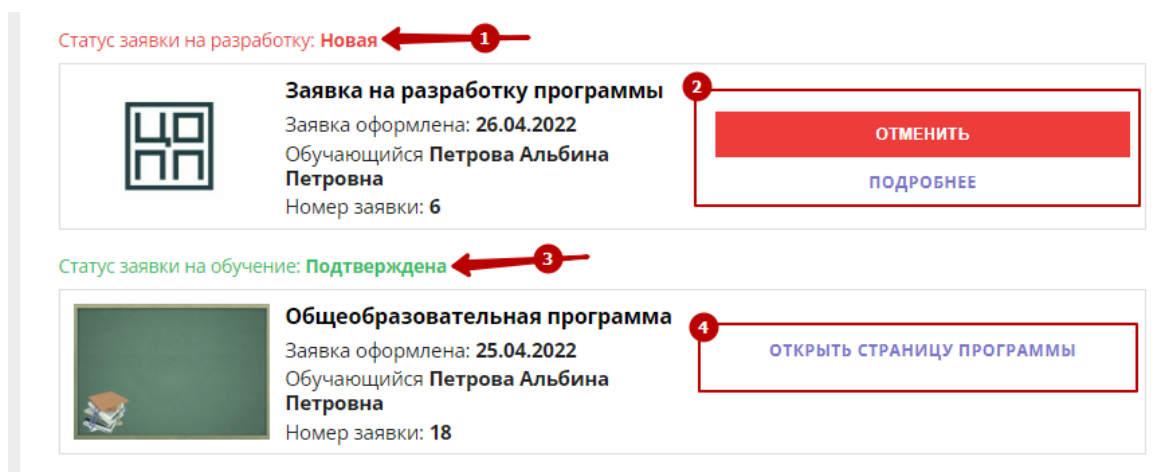 Статус заявки на разработку: Новая
1
ЦО
ПП
Заявка на разработку программы
Заявка оформлена: 26.04.2022
Обучающийся Петрова Альбина
Петровна
Номер заявки: 6
2
ОТМЕНИТЬ
ПОДРОБНЕЕ
Статус заявки на обучение: Подтверждена
3
Общеобразовательная программа
Заявка оформлена: 25.04.2022
Обучающийся Петрова Альбина
Петровна
Номер заявки: 18
4
ОТКРЫТЬ СТРАНИЦУ ПРОГРАММЫ